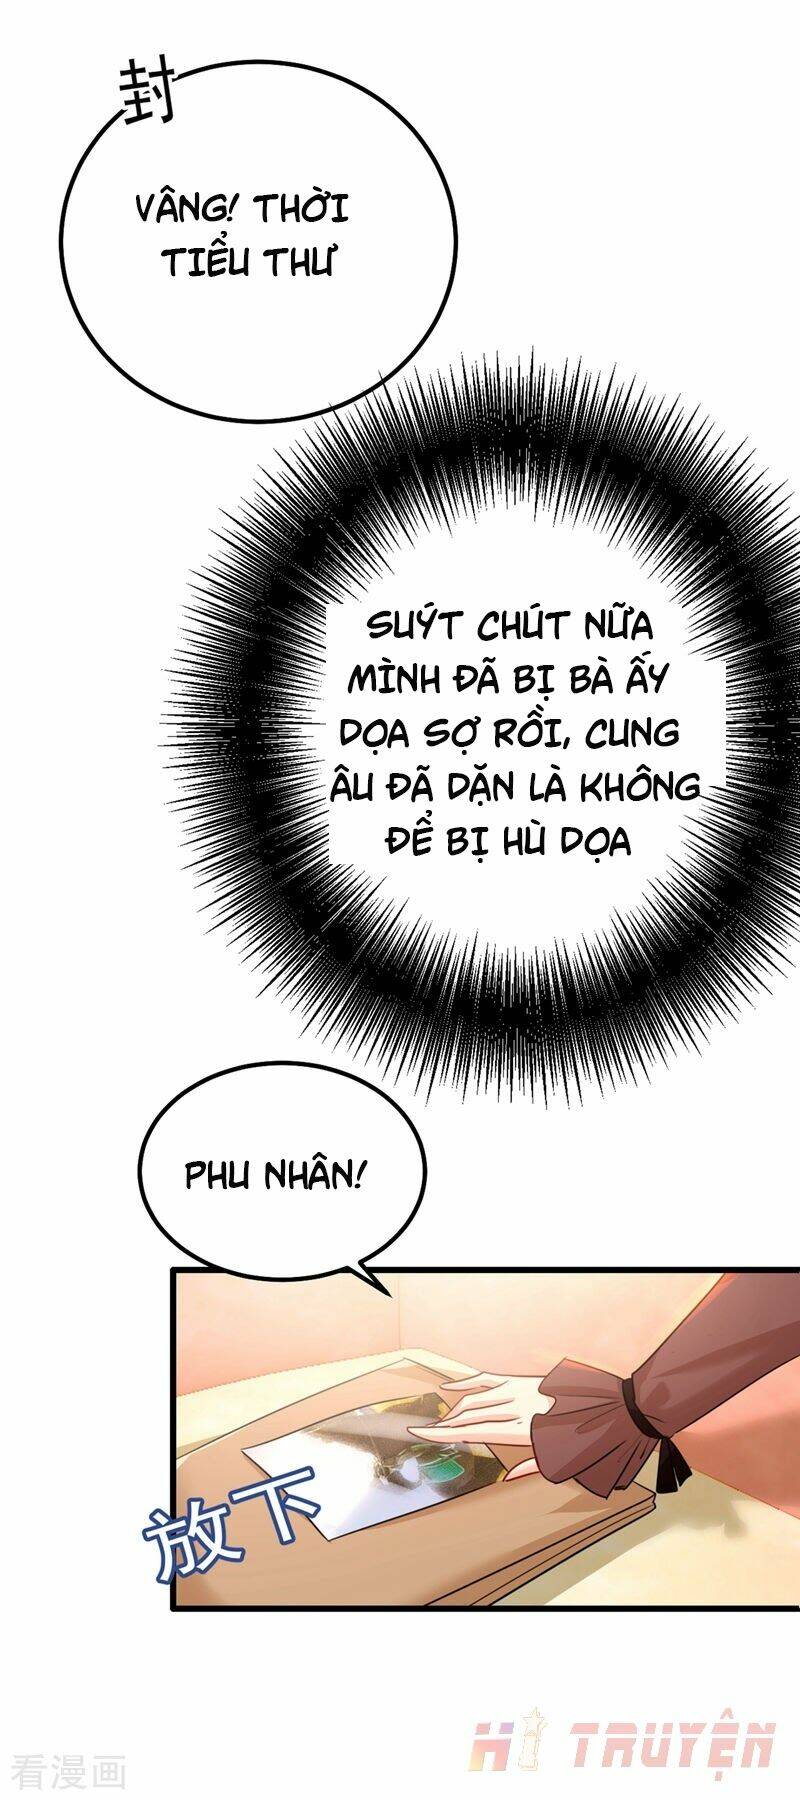 封
VÂNG! THỜI
TIỂU THƯ
SUÝT CHÚT NỮA
MÌNH ĐÃ BỊ BÀ ẤY
DỌA SỢ RỒI, CUNG
ÂU ĐÃ DẶN LÀ KHÔNG
ĐỂ BỊ HÙ DỌA
PHU NHÂN!
放下
HI TRUYỆN
看漫画